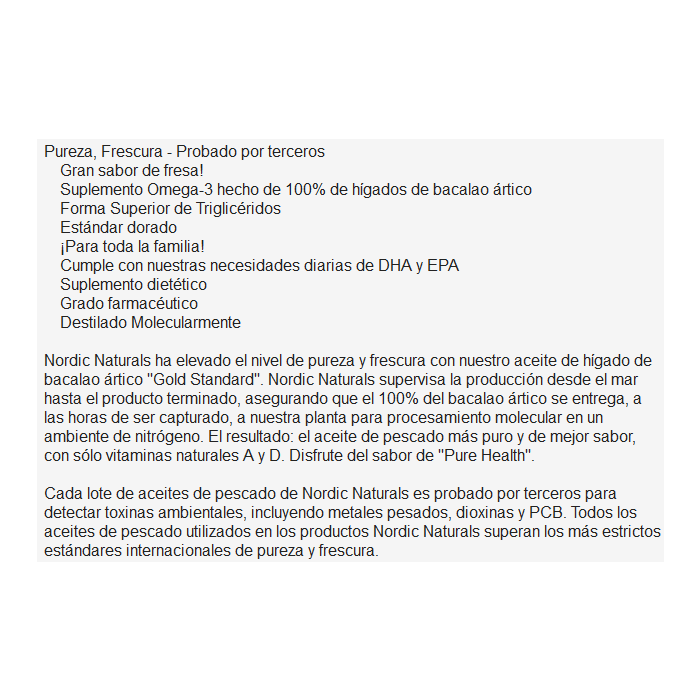 Pureza, Frescura - Probado por terceros
Gran sabor de fresa!
Suplemento Omega-3 hecho de 100% de hígados de bacalao ártico
Forma Superior de Triglicéridos
Estándar dorado
¡Para toda la familia!
Cumple con nuestras necesidades diarias de DHA y EPA
Suplemento dietético
Grado farmacéutico
Destilado Molecularmente
Nordic Naturals ha elevado el nivel de pureza y frescura con nuestro aceite de hígado de
bacalao ártico "Gold Standard". Nordic Naturals supervisa la producción desde el mar
hasta el producto terminado, asegurando que el 100% del bacalao ártico se entrega, a
las horas de ser capturado, a nuestra planta para procesamiento molecular en un
ambiente de nitrógeno. El resultado: el aceite de pescado más puro y de mejor sabor,
con sólo vitaminas naturales A y D. Disfrute del sabor de "Pure Health".
Cada lote de aceites de pescado de Nordic Naturals es probado por terceros para
detectar toxinas ambientales, incluyendo metales pesados, dioxinas y PCB. Todos los
aceites de pescado utilizados en los productos Nordic Naturals superan los más estrictos
estándares internacionales de pureza y frescura.